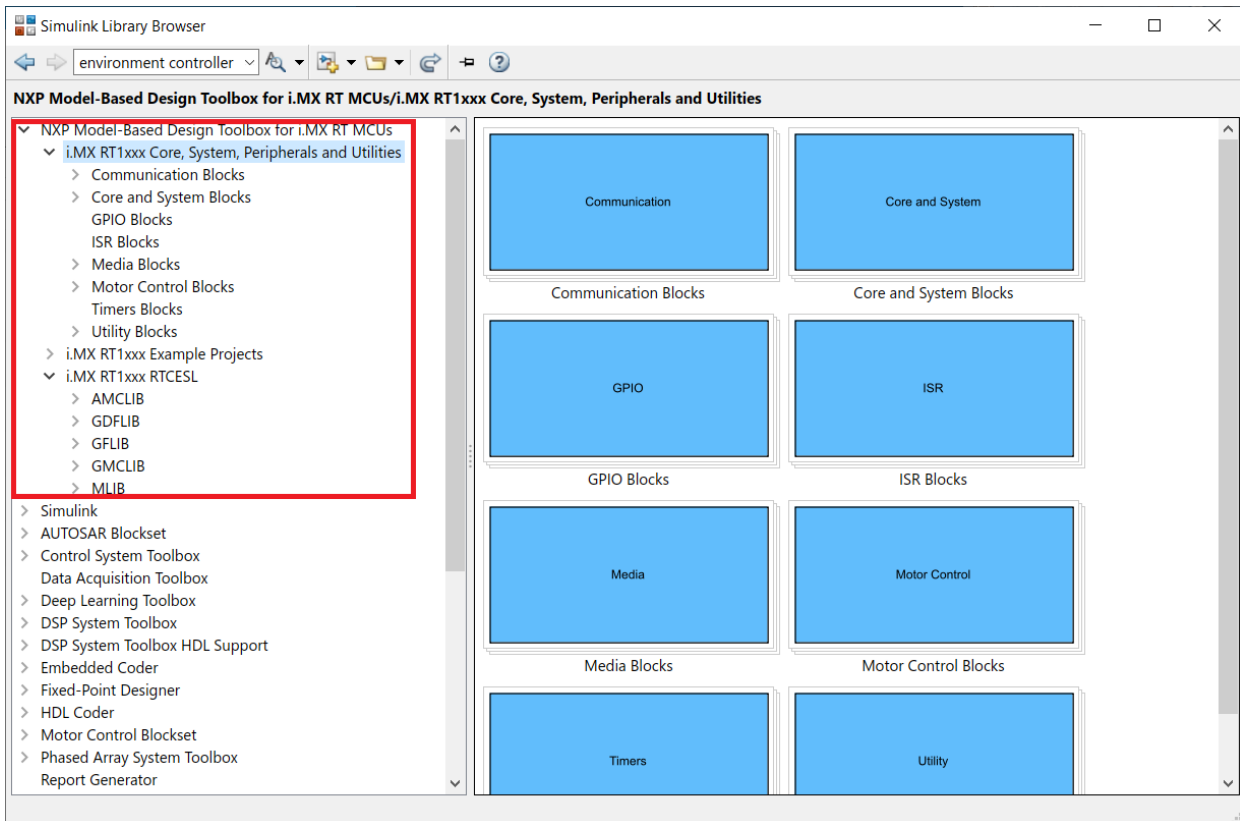 Simulink Library Browser
environment controller
NXP Model-Based Design Toolbox for i.MX RT MCUs/i.MX RT1xxx Core, System, Peripherals and Utilities
NXP Model-Based Design Toolbox for i.MX RT MCUs
i.MX RT1xxx Core, System, Peripherals and Utilities
Communication Blocks
Core and System Blocks
GPIO Blocks
ISR Blocks
Media Blocks
Motor Control Blocks
Timers Blocks
Utility Blocks
i.MX RT1xxx Example Projects
i.MX RT1xxx RTCESL
AMCLIB
GDFLIB
GFLIB
GMCLIB
MLIB
Simulink
AUTOSAR Blockset
Control System Toolbox
Data Acquisition Toolbox
Deep Learning Toolbox
DSP System Toolbox
DSP System Toolbox HDL Support
Embedded Coder
Fixed-Point Designer
HDL Coder
Motor Control Blockset
Phased Array System Toolbox
Report Generator
Communication
Core and System
Communication Blocks
Core and System Blocks
GPIO
ISR
GPIO Blocks
ISR Blocks
Media
Motor Control
Media Blocks
Motor Control Blocks
Timers
Utility